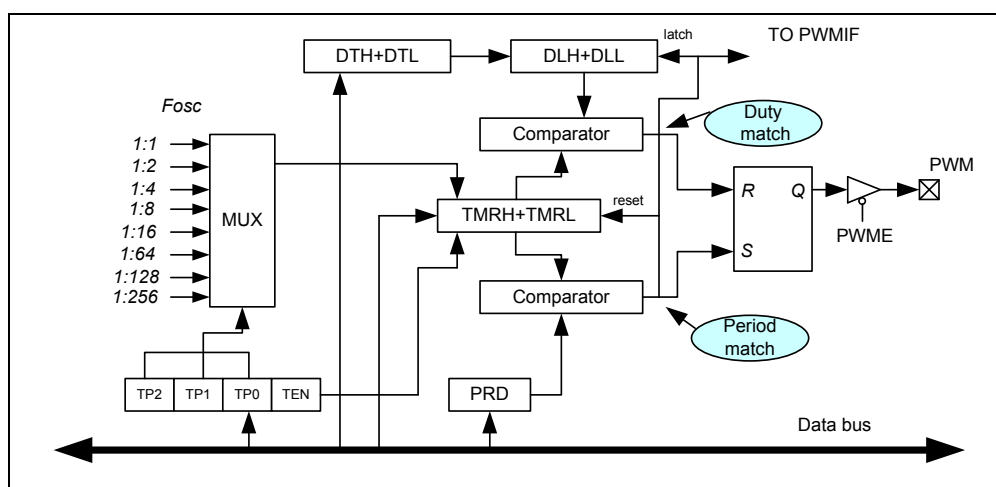 TO PWMIF
latch
DTH+DTL
DLH+DLL
Fosc
Duty
match
Comparator
1:1
1:2
1:4
1:8
1:16
1:64
1:128
1:256
MUX
PWM
R
Q
TMRH+TMRL
reset
PWME
S
Comparator
Period
match
TP2
TP1
TP0
TEN
PRD
Data bus